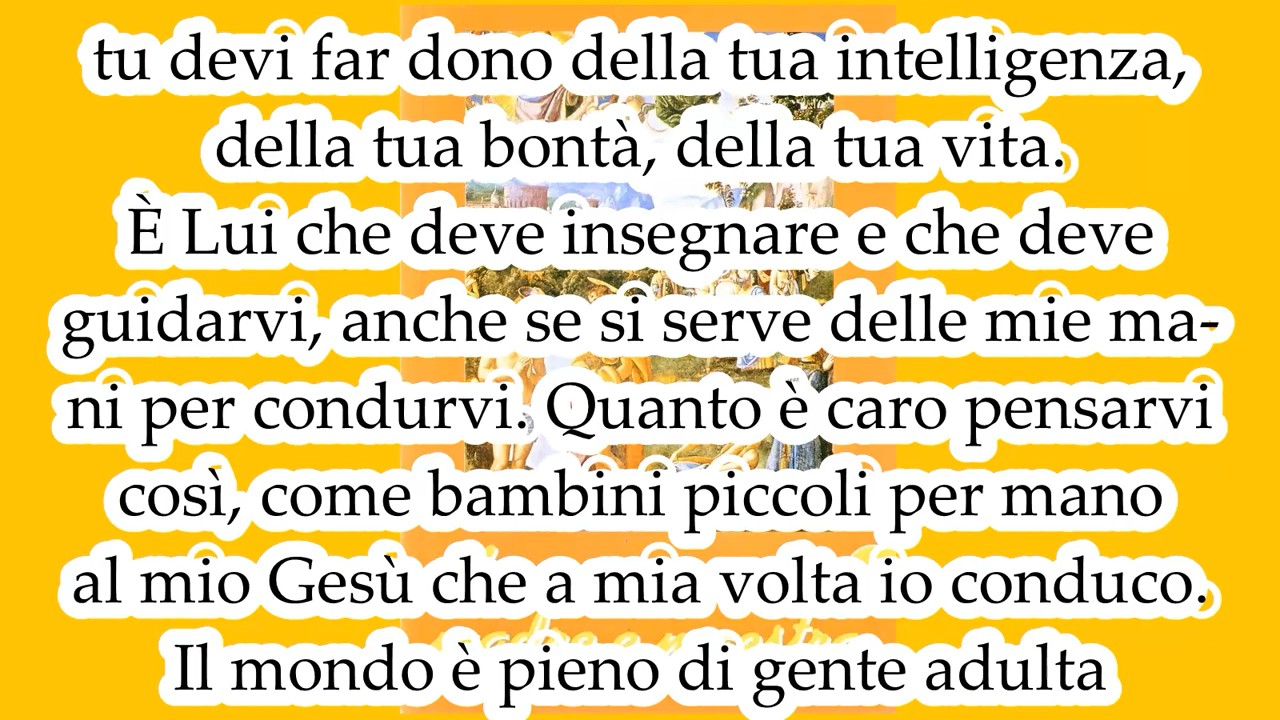 tu devi far dono della tua intelligenza,
della tua bontà, della tua vita.
È Lui che deve insegnare e che deve
guidarvi, anche se si serve delle mie ma-
ni per condurvi. Quanto è caro pensarvi
così, come bambini piccoli per mano
al mio Gesù che a mia volta io conduco.
Il mondo è pieno di gente adulta